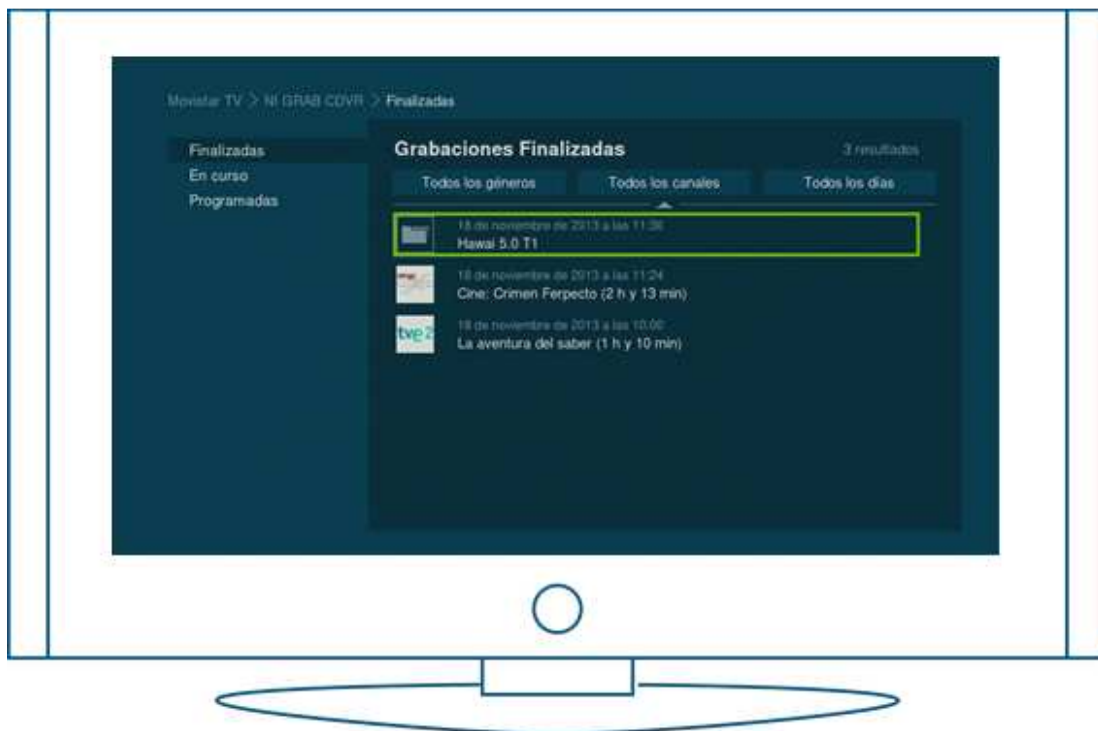 Movistar TV > NI GRAB CDVR > Finalizadas
Finalizadas
En curso
Programadas
Grabaciones Finalizadas
3 resultados
Todos los géneros
Todos los canales
Todos los días
18 de noviembre de 2013 a las 11:36
Hawai 5.0 T1
18 de noviembre de 2013 a las 11:24
Cine: Crimen Ferpecto (2 h y 13 min)
tve2
18 de noviembre de 2013 a las 10:00
La aventura del saber (1 h y 10 min)